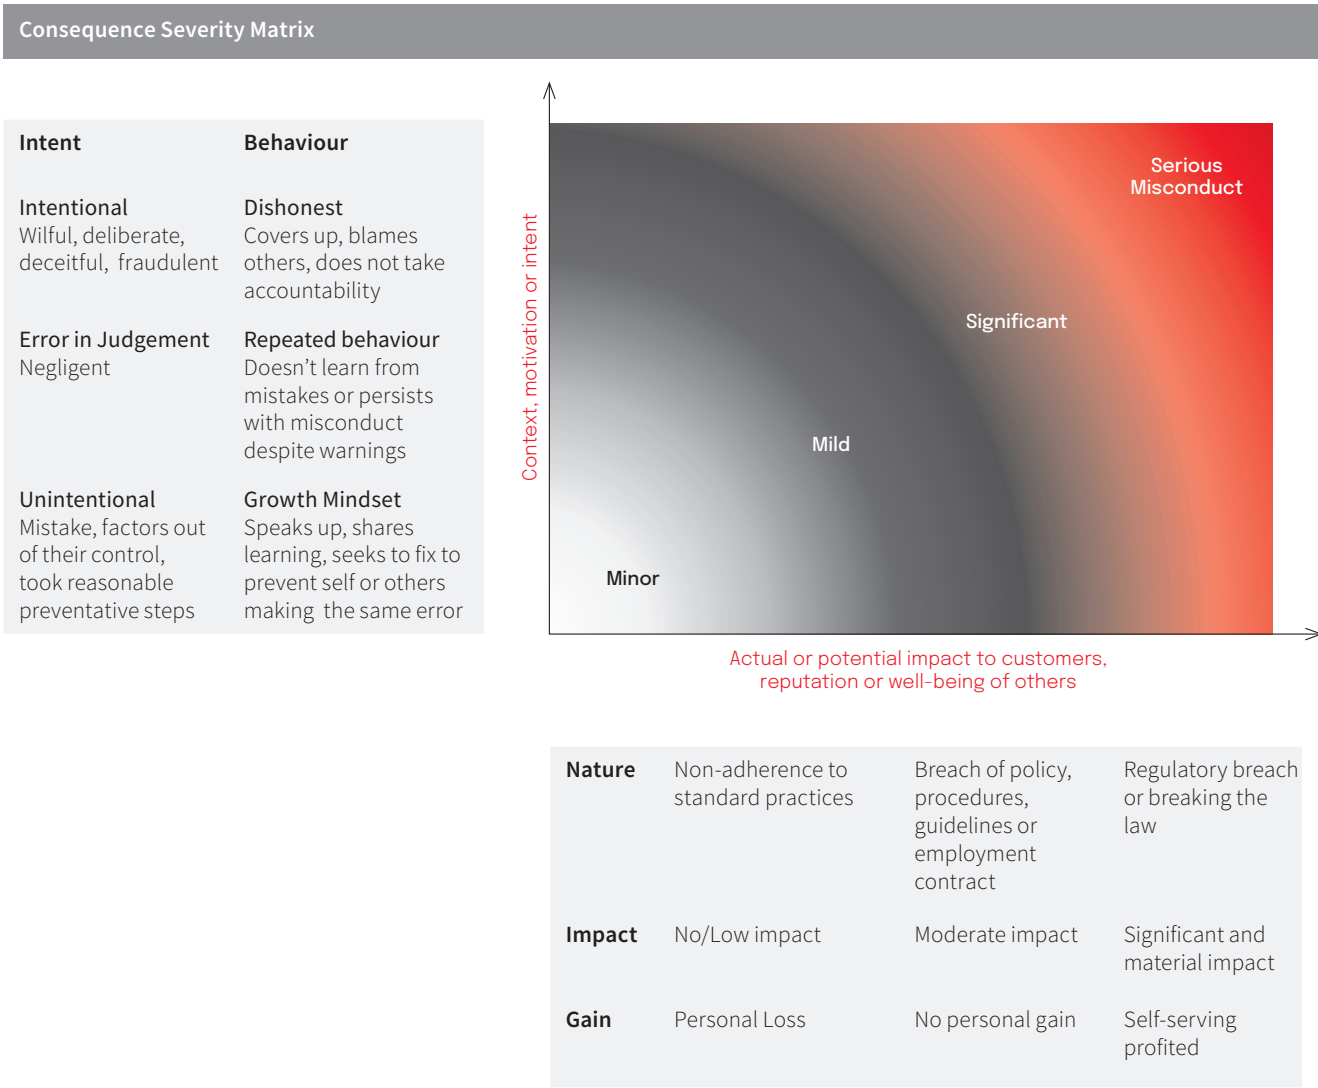 Consequence Severity Matrix
Intent
Behaviour
Intentional
Wilful, deliberate,
deceitful, fraudulent
Dishonest
Covers up, blames
others, does not take
accountability
Error in Judgement
Negligent
Repeated behaviour
Doesn’t learn from
mistakes or persists
with misconduct
despite warnings
Unintentional
Mistake, factors out
of their control,
took reasonable
preventative steps
Growth Mindset
Speaks up, shares
learning, seeks to fix to
prevent self or others
making the same error
Context, motivation or intent
Serious
Misconduct
Significant
Mild
Minor
Actual or potential impact to customers,
reputation or well-being of others
Nature
Non-adherence to
standard practices
Breach of policy,
procedures,
guidelines or
employment
contract
Regulatory breach
or breaking the
law
Impact
No/Low impact
Moderate impact
Significant and
material impact
Gain
Personal Loss
No personal gain
Self-serving
profited